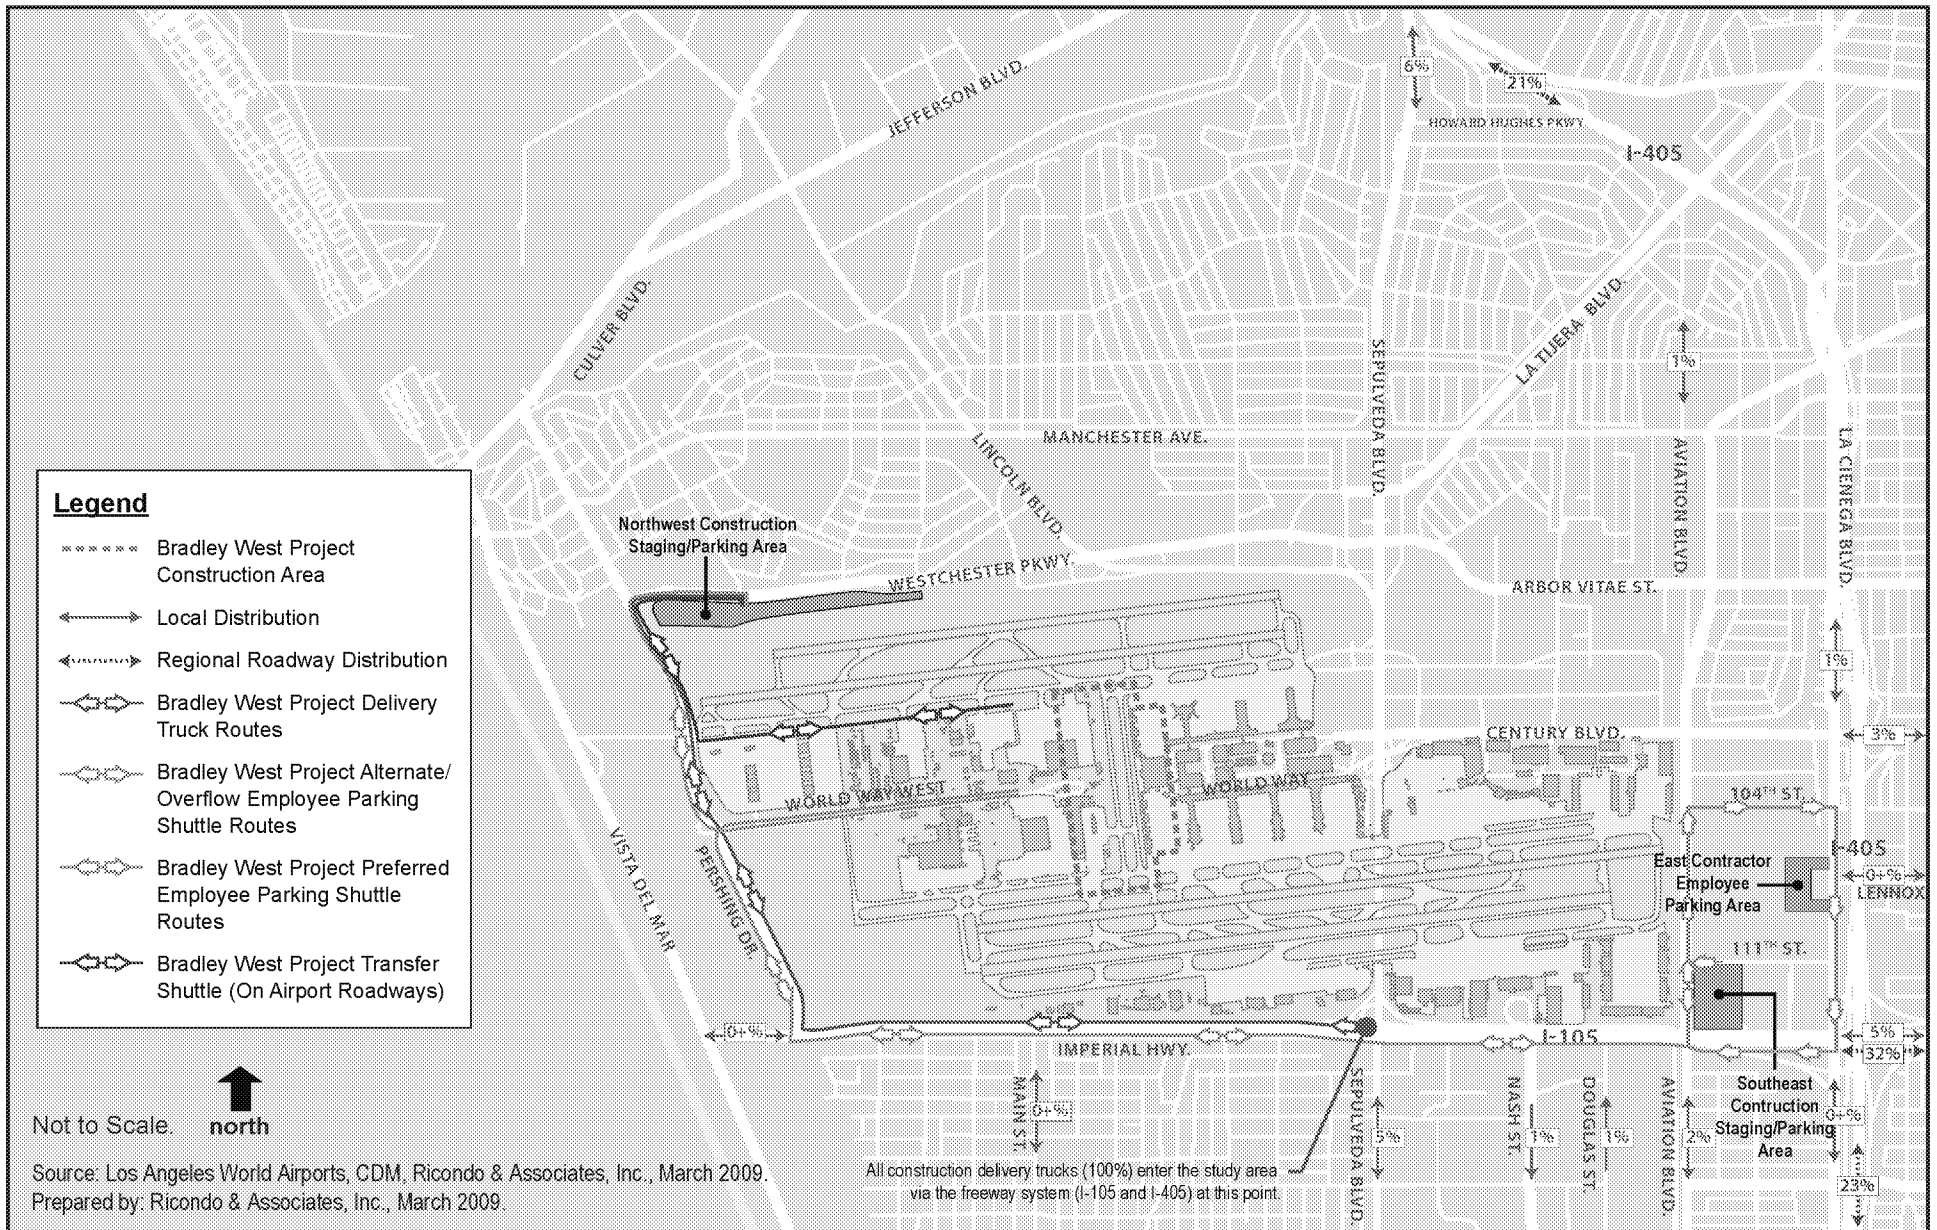 6%
21%
HOWARD HUGHES PKWY
I-405
JEFFERSON BLVD.
CULVER BLVD.
LA TIJERA BLVD.
SEPULVEDA BLVD.
1%
MANCHESTER AVE.
LINCOLN BLVD.
AVIATION BLVD.
LA CIENEGA BLVD.
Legend
Bradley West Project
Construction Area
Local Distribution
Regional Roadway Distribution
Bradley West Project Delivery
Truck Routes
Bradley West Project Alternate/
Overflow Employee Parking
Shuttle Routes
Bradley West Project Preferred
Employee Parking Shuttle
Routes
Bradley West Project Transfer
Shuttle (On Airport Roadways)
Northwest Construction
Staging/Parking Area
WESTCHESTER PKWY.
ARBOR VITAE ST.
1%
CENTURY BLVD.
3%
WORLD WAY WEST
WORLD WAY
104TH ST.
I-405
East Contractor
Employee
Parking Area
0+%
LENNOX
VISTA DEL MAR
PERSHING DR.
111TH ST.
0+%
IMPERIAL HWY.
I-105
5%
32%
MAIN ST.
0+%
SEPULVEDA BLVD.
5%
NASH ST.
1%
DOUGLAS ST.
1%
AVIATION BLVD.
2%
Southeast
Contruction
Staging/Parking
Area
0+%
23%
Not to Scale.
north
All construction delivery trucks (100%) enter the study area
via the freeway system (I-105 and I-405) at this point.
Source: Los Angeles World Airports, CDM, Ricondo & Associates, Inc., March 2009.
Prepared by: Ricondo & Associates, Inc., March 2009.